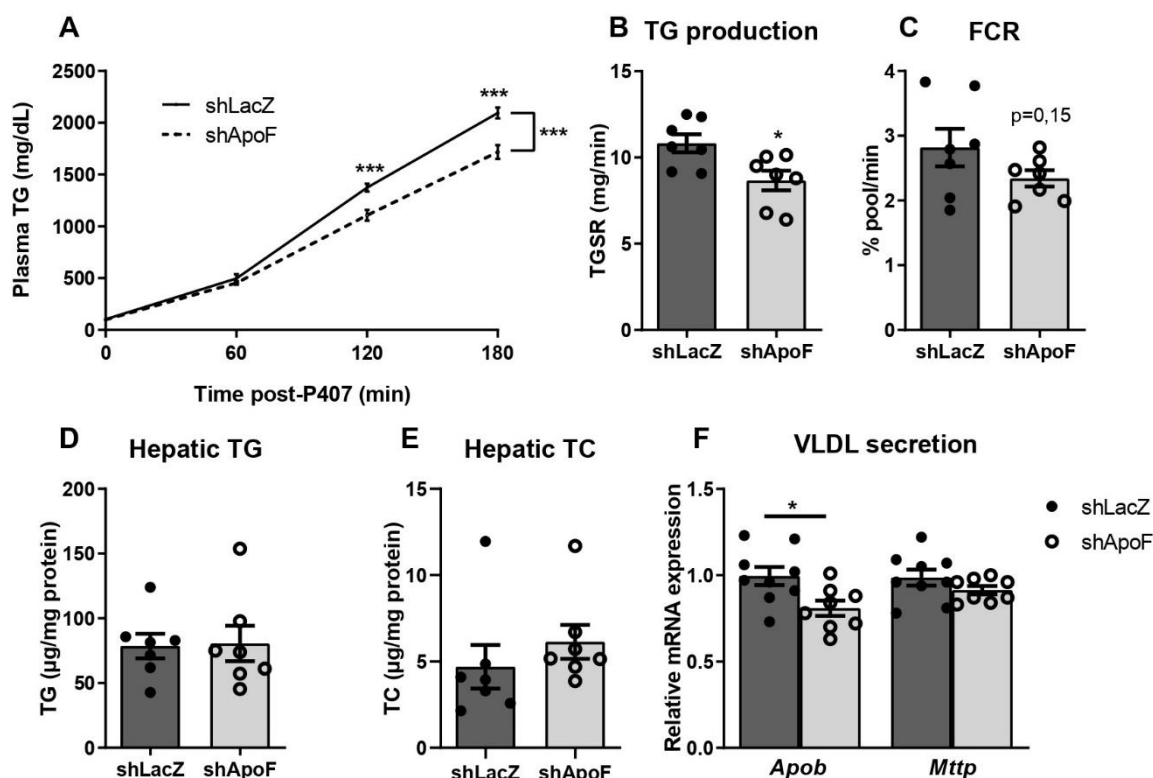 A
Plasma TG (mg/dL)
2500
2000
1500
1000
500
0
shLacZ
shApoF
***
***
***
0 60 120 180
Time post-P407 (min)
B TG production
TGSR (mg/min)
15
10
5
0
*
shLacZ shApoF
C FCR
% pool/min
4
3
2
1
0
p=0,15
shLacZ shApoF
D Hepatic TG
TG (µg/mg protein)
200
150
100
50
0
shLacZ shApoF
E Hepatic TC
TC (µg/mg protein)
15
10
5
0
shLacZ shApoF
F VLDL secretion
Relative mRNA expression
1.5
1.0
0.5
0.0
*
Apob Mttp
shLacZ
shApoF